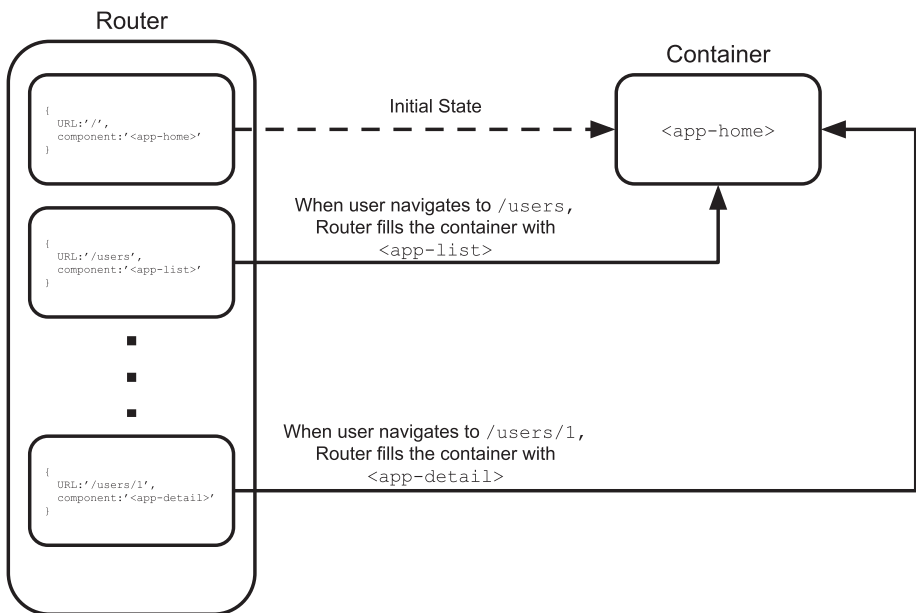 Router
{
URL:'/',
component:'<app-home>'
}
Initial State
Container
<app-home>
{
URL:'/users',
component:'<app-list>'
}
When user navigates to /users,
Router fills the container with
<app-list>
{
URL:'/users/1',
component:'<app-detail>'
}
When user navigates to /users/1,
Router fills the container with
<app-detail>